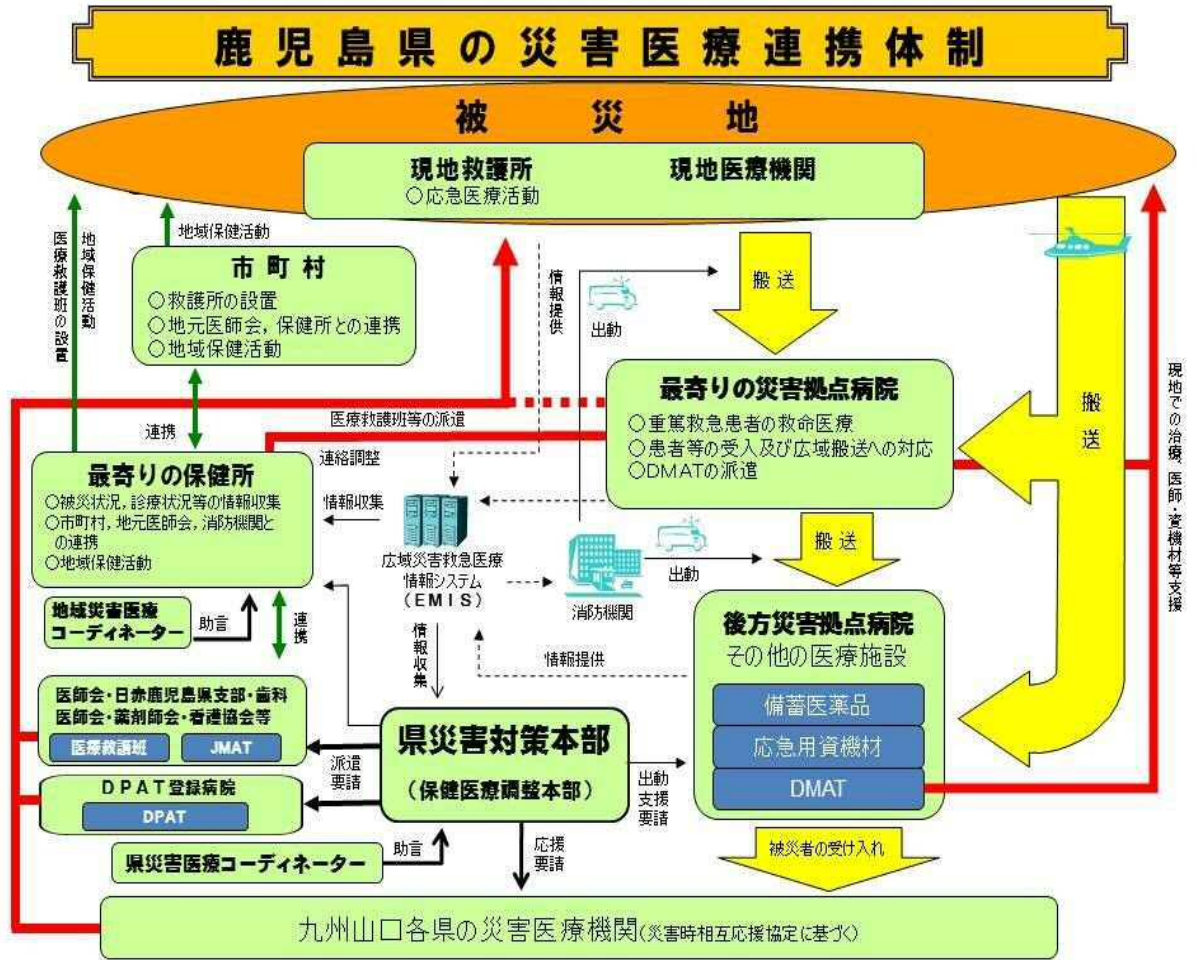 鹿児島県の災害医療連携体制
被災地
現地救護所
○応急医療活動
現地医療機関
医療救護班の設置
地域保健活動
地域保健活動
市町村
○救護所の設置
○地元医師会，保健所との連携
○地域保健活動
情報提供
出動
搬送
搬送
現地での治療、医師・資機材等支援
最寄りの災害拠点病院
○重篤救急患者の救命医療
○患者等の受入及び広域搬送への対応
○DMATの派遣
連携
医療救護班等の派遣
最寄りの保健所
○被災状況，診療状況等の情報収集
○市町村，地元医師会，消防機関と
の連携
○地域保健活動
連絡調整
情報収集
広域災害救急医療
情報システム
（ＥＭＩＳ）
消防機関
出動
搬送
地域災害医療
コーディネーター
助言
連携
情報収集
情報提供
後方災害拠点病院
その他の医療施設
備蓄医薬品
応急用資機材
DMAT
医師会・日赤鹿児島県支部・歯科
医師会・薬剤師会・看護協会等
医療救護班
JMAT
派遣
要請
県災害対策本部
（保健医療調整本部）
出動
支援
要請
ＤＰＡＴ登録病院
DPAT
県災害医療コーディネーター
助言
応援
要請
被災者の受け入れ
九州山口各県の災害医療機関(災害時相互応援協定に基づく)